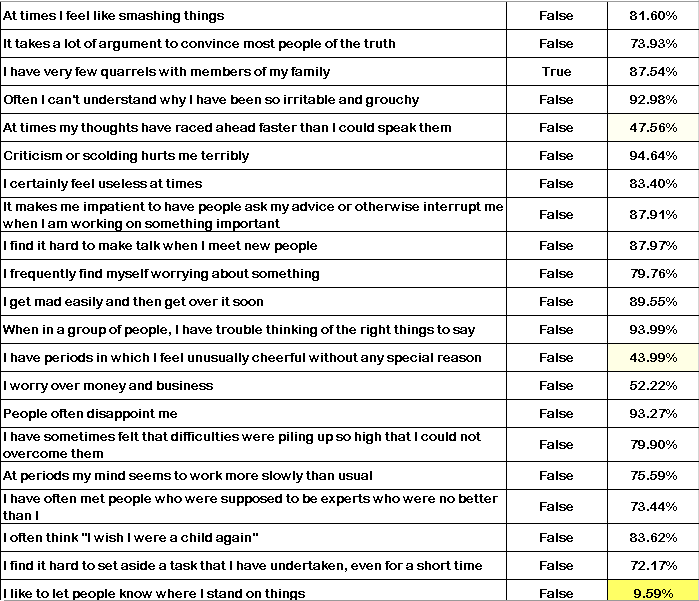 At times I feel like smashing things False 81.60%
It takes a lot of argument to convince most people of the truth False 73.93%
I have very few quarrels with members of my family True 87.54%
Often I can't understand why I have been so irritable and grouchy False 92.98%
At times my thoughts have raced ahead faster than I could speak them False 47.56%
Criticism or scolding hurts me terribly False 94.64%
I certainly feel useless at times False 83.40%
It makes me impatient to have people ask my advice or otherwise interrupt me
when I am working on something important False 87.91%
I find it hard to make talk when I meet new people False 87.97%
I frequently find myself worrying about something False 79.76%
I get mad easily and then get over it soon False 89.55%
When in a group of people, I have trouble thinking of the right things to say False 93.99%
I have periods in which I feel unusually cheerful without any special reason False 43.99%
I worry over money and business False 52.22%
People often disappoint me False 93.27%
I have sometimes felt that difficulties were piling up so high that I could not
overcome them False 79.90%
At periods my mind seems to work more slowly than usual False 75.59%
I have often met people who were supposed to be experts who were no better
than I False 73.44%
I often think "I wish I were a child again" False 83.62%
I find it hard to set aside a task that I have undertaken, even for a short time False 72.17%
I like to let people know where I stand on things False 9.59%